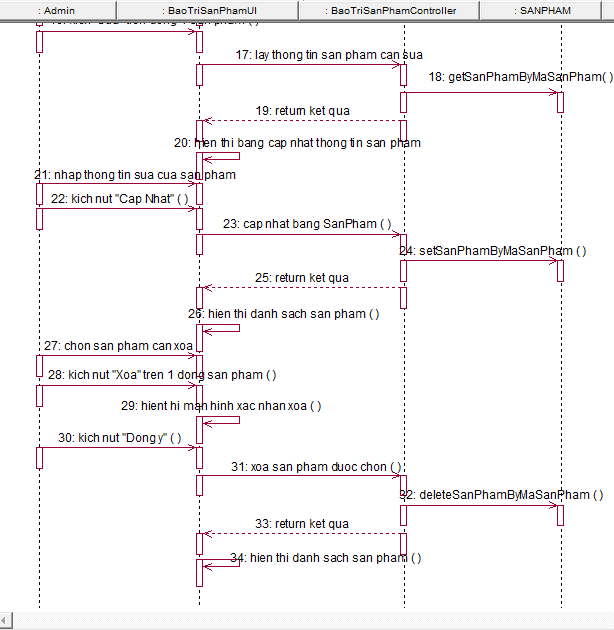 : Admin
: BaoTriSanPhamUI
: BaoTriSanPhamController
: SANPHAM
17: lay thong tin san pham can sua
18: getSanPhamByMaSanPham( )
19: return ket qua
20: hien thi bang cap nhat thong tin san pham
21: nhap thong tin sua cua san pham
22: kich nut "Cap Nhat" ( )
23: cap nhat bang SanPham ( )
24: setSanPhamByMaSanPham ( )
25: return ket qua
26: hien thi danh sach san pham ( )
27: chon san pham can xoa
28: kich nut "Xoa" tren 1 dong san pham ( )
29: hient hi man hinh xac nhan xoa ( )
30: kich nut "Dong y" ( )
31: xoa san pham duoc chon ( )
32: deleteSanPhamByMaSanPham ( )
33: return ket qua
34: hien thi danh sach san pham ( )